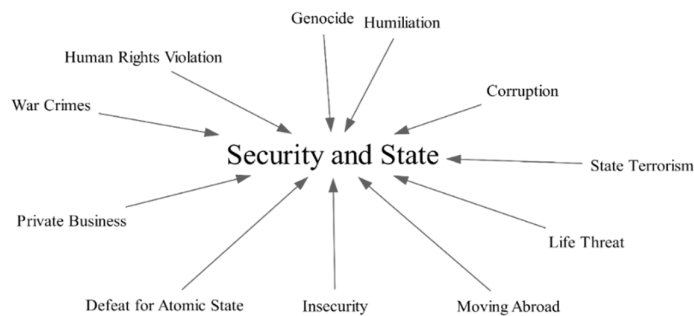 Genocide
Humiliation
Human Rights Violation
Corruption
War Crimes
Security and State
State Terrorism
Private Business
Life Threat
Defeat for Atomic State
Insecurity
Moving Abroad